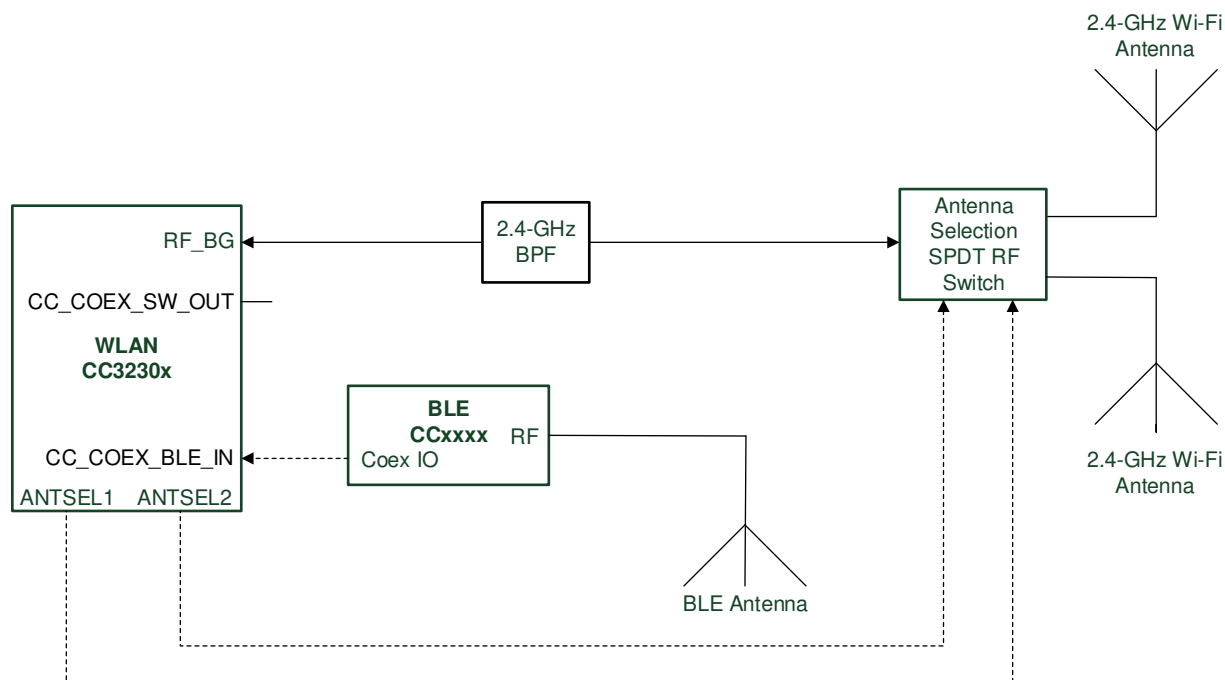 2.4-GHz Wi-Fi
Antenna
Antenna
Selection
SPDT RF
Switch
2.4-GHz
BPF
RF_BG
CC_COEX_SW_OUT
WLAN
CC3230x
BLE
CCxxxx
RF
Coex IO
CC_COEX_BLE_IN
ANTSEL1
ANTSEL2
2.4-GHz Wi-Fi
Antenna
BLE Antenna